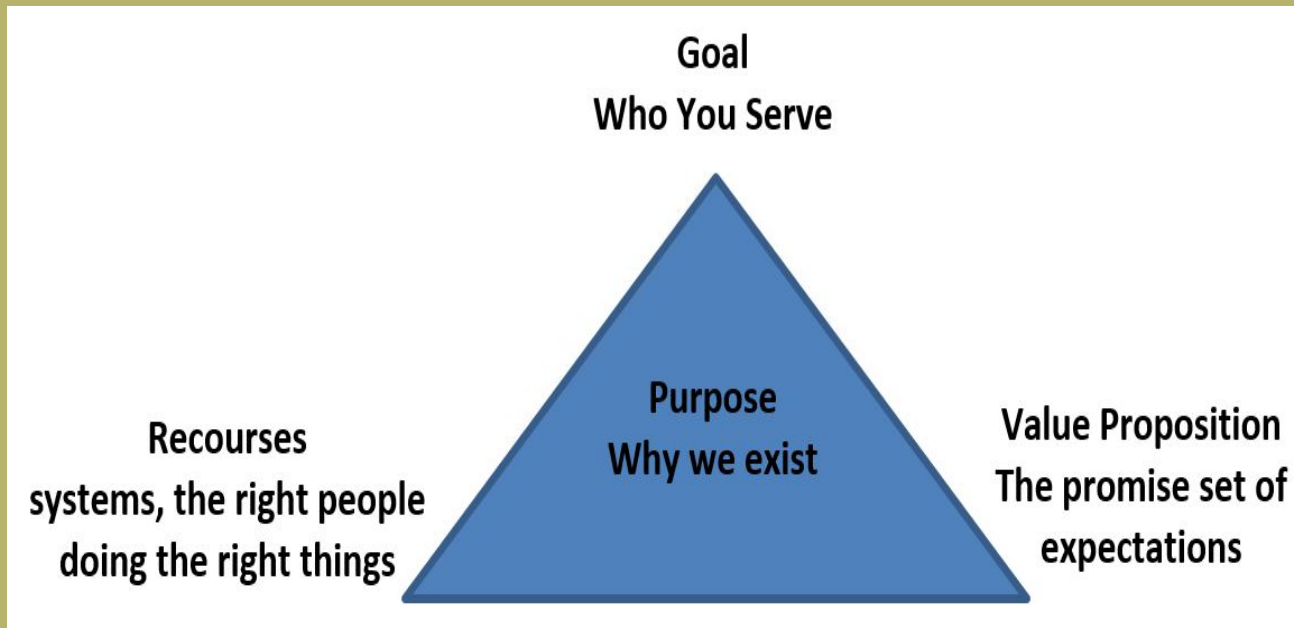 Goal
Who You Serve
Purpose
Why we exist
Recourses
systems, the right people
doing the right things
Value Proposition
The promise set of
expectations